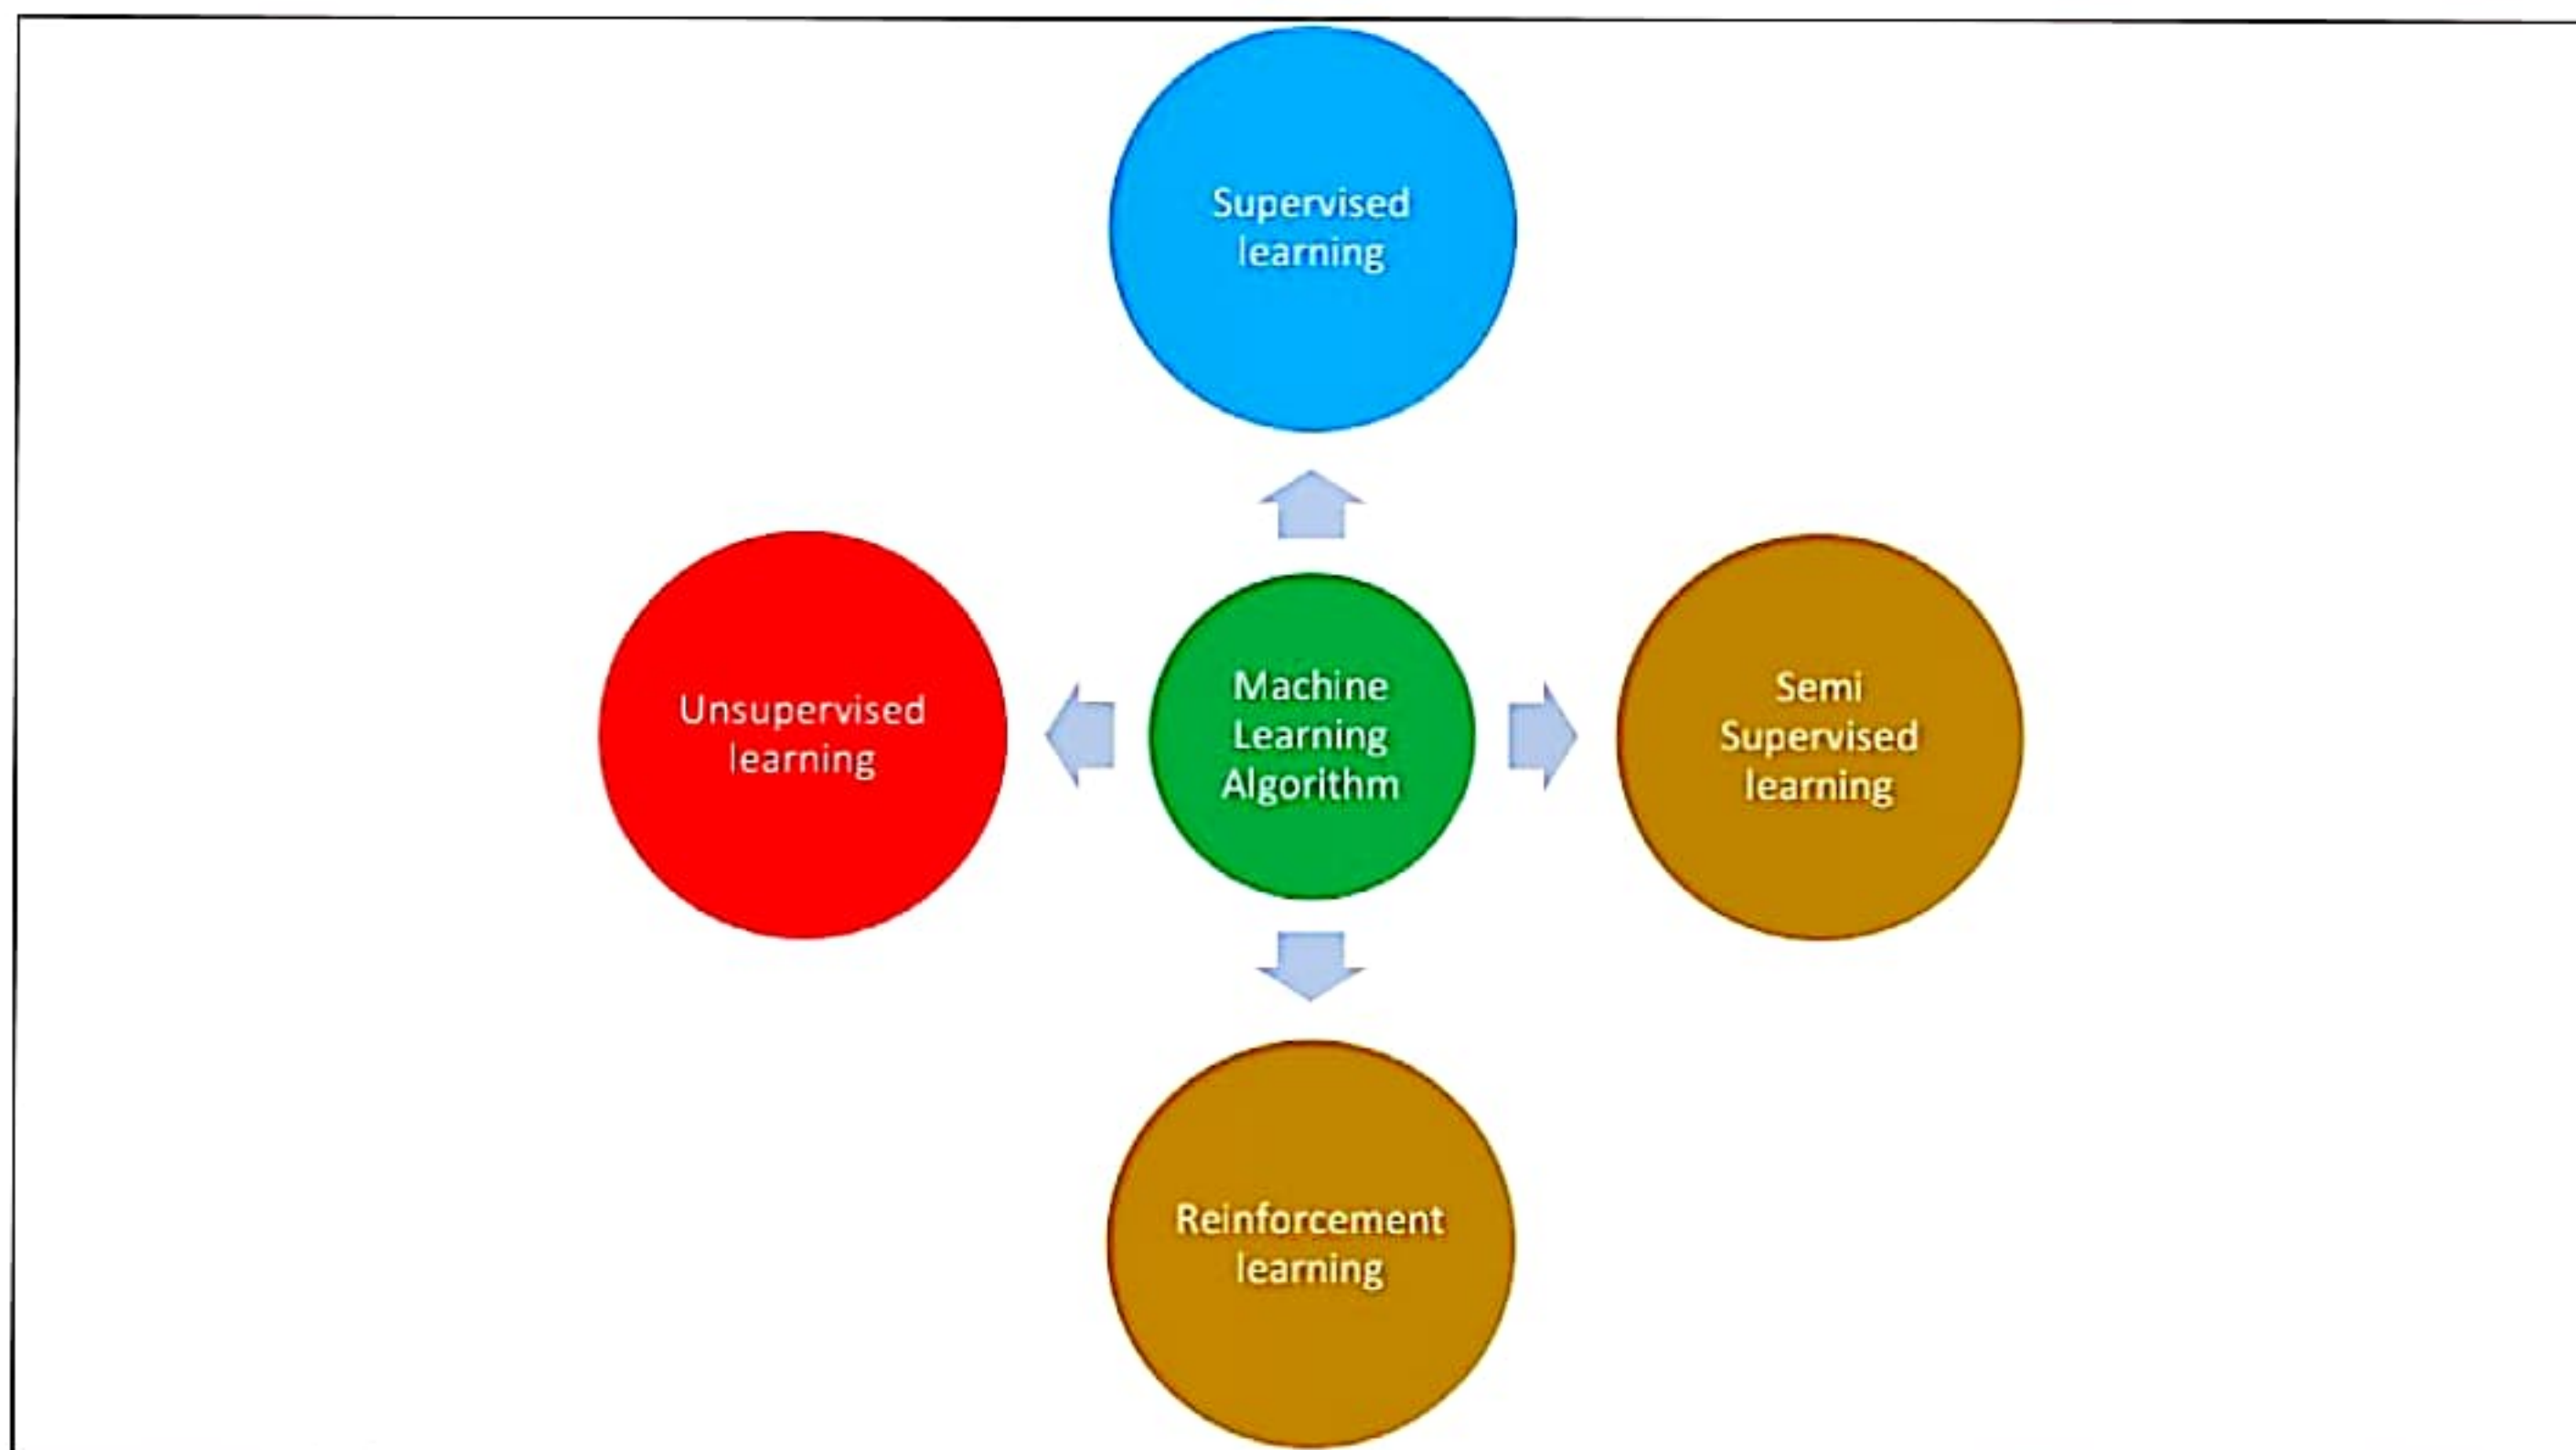 Supervised
learning
Unsupervised
learning
Machine
Learning
Algorithm
Semi
Supervised
learning
Reinforcement
learning